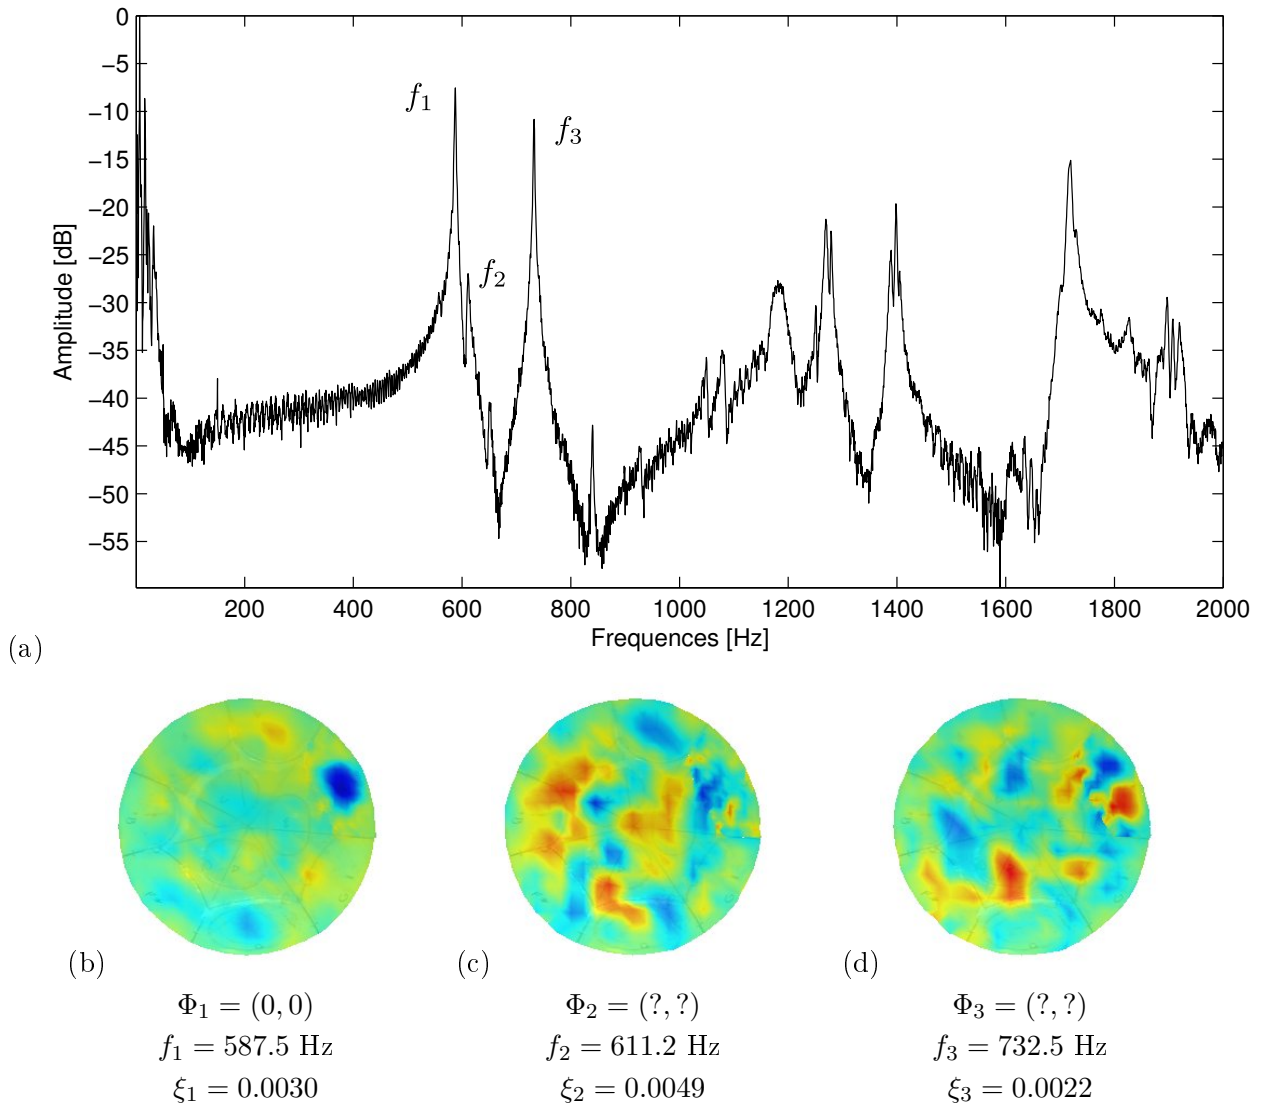 0
−5
−10
−15
−20
−25
−30
−35
−40
−45
−50
−55
Amplitude [dB]
f1
f2
f3
200 400 600 800 1000 1200 1400 1600 1800 2000
Frequences [Hz]
(a)
(b) (c) (d)
Φ1 = (0, 0) Φ2 = (?, ?) Φ3 = (?, ?)
f1 = 587.5 Hz f2 = 611.2 Hz f3 = 732.5 Hz
ξ1 = 0.0030 ξ2 = 0.0049 ξ3 = 0.0022